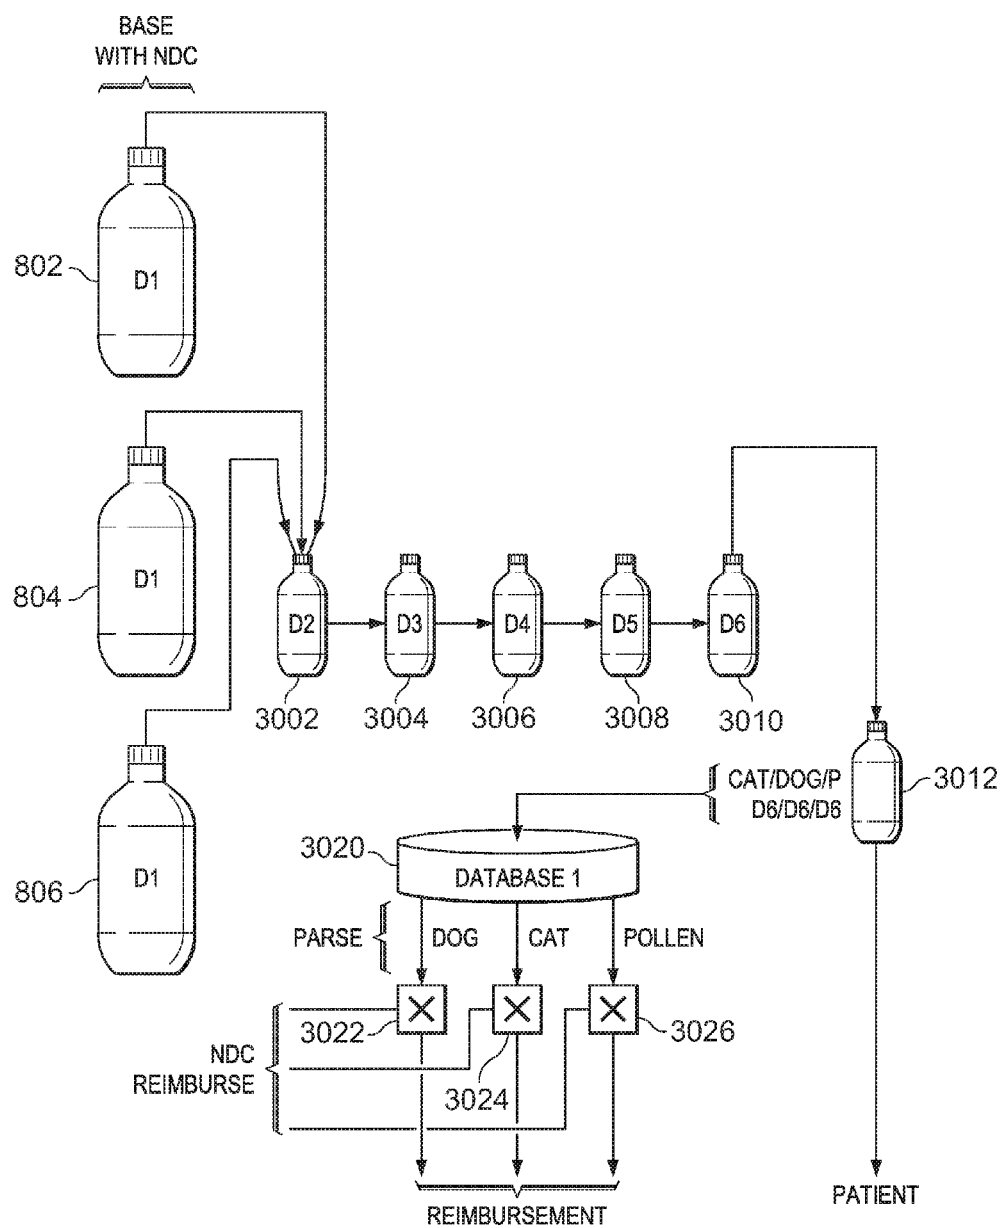 BASE
WITH NDC
802
D1
804
D1
D2
D3
D4
D5
D6
3002
3004
3006
3008
3010
806
D1
CAT/DOG/P
D6/D6/D6
3012
3020
DATABASE 1
PARSE
DOG
CAT
POLLEN
3022
3024
3026
NDC
REIMBURSE
REIMBURSEMENT
PATIENT